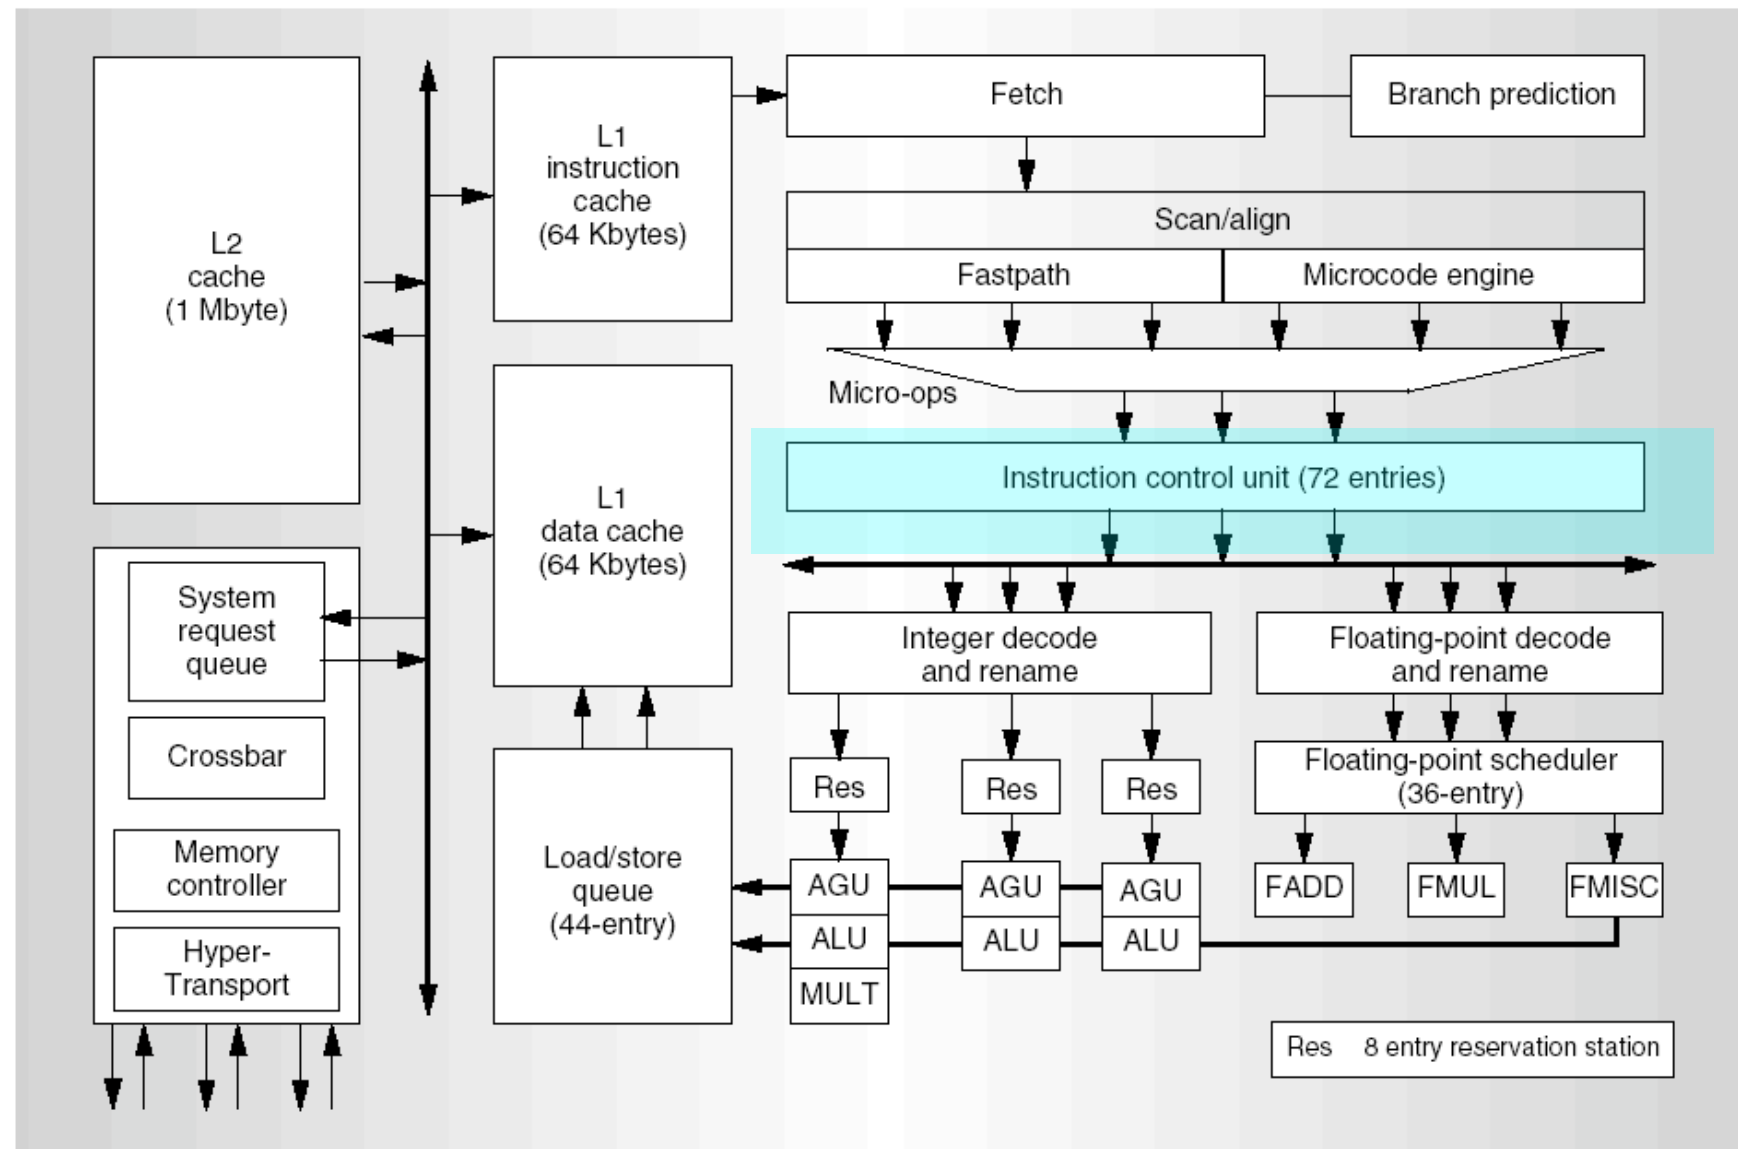 L2
cache
(1 Mbyte)
System
request
queue
Crossbar
Memory
controller
Hyper-
Transport
L1
instruction
cache
(64 Kbytes)
L1
data cache
(64 Kbytes)
Load/store
queue
(44-entry)
Fetch
Branch prediction
Scan/align
Fastpath
Microcode engine
Micro-ops
Instruction control unit (72 entries)
Integer decode
and rename
Floating-point decode
and rename
Res
Res
Res
Floating-point scheduler
(36-entry)
AGU
AGU
AGU
FADD
FMUL
FMISC
ALU
ALU
ALU
MULT
Res 8 entry reservation station